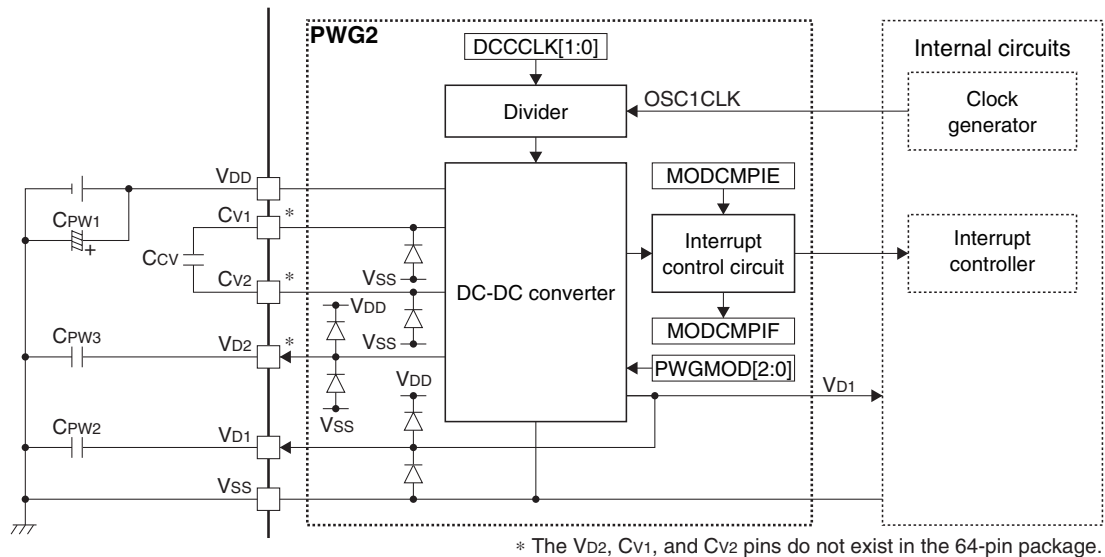 PWG2
DCCCLK[1:0]
Internal circuits
Divider
OSC1CLK
Clock
generator
VDD
MODCMPIE
CPW1
+
CV1
*
CCV
VSS
Interrupt
control circuit
Interrupt
controller
CV2
*
DC-DC converter
VDD
VSS
CPW3
VD2
*
MODCMPIF
PWGMOD[2:0]
VDD
VD1
VSS
CPW2
VD1
VSS
* The VD2, CV1, and CV2 pins do not exist in the 64-pin package.